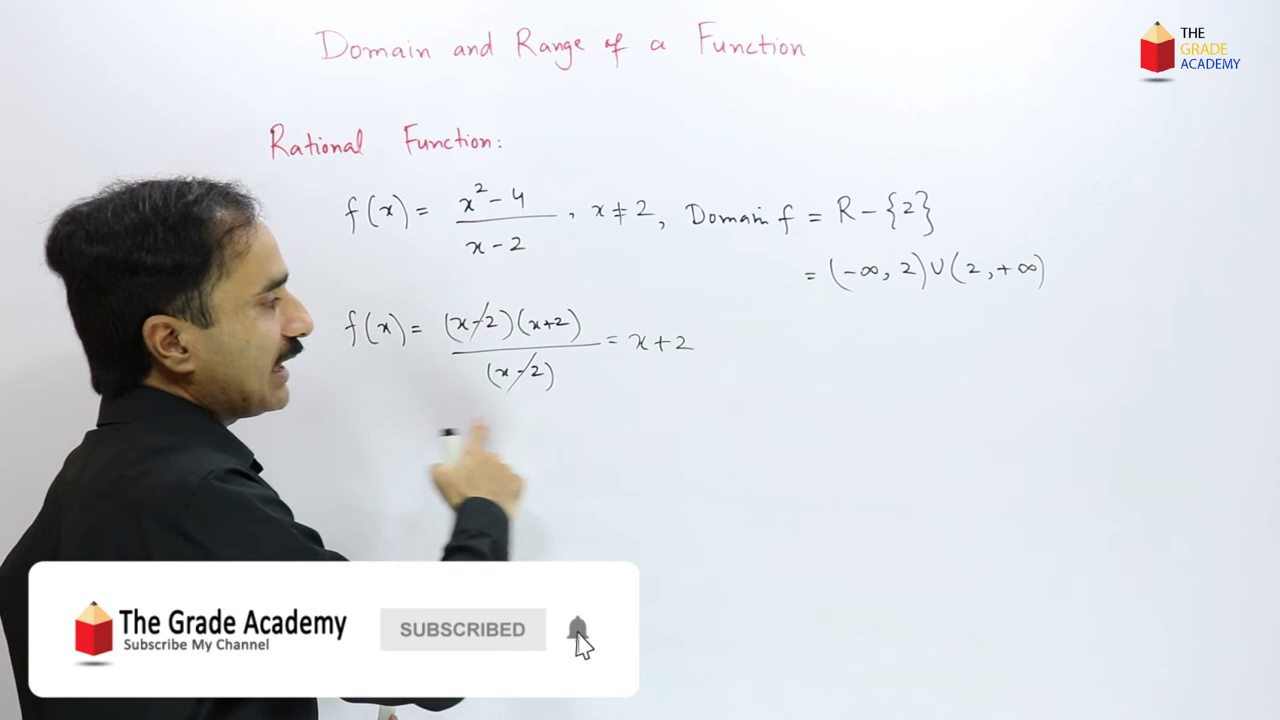 Domain and Range of a Function
THE
GRADE
ACADEMY
Rational Function:
f(x) = (x² - 4)/(x - 2), x ≠ 2, Domain f = R - {2}
= (-∞, 2) ∪ (2, +∞)
f(x) = (x-2)(x+2)/(x-2) = x + 2
The Grade Academy
Subscribe My Channel
SUBSCRIBED